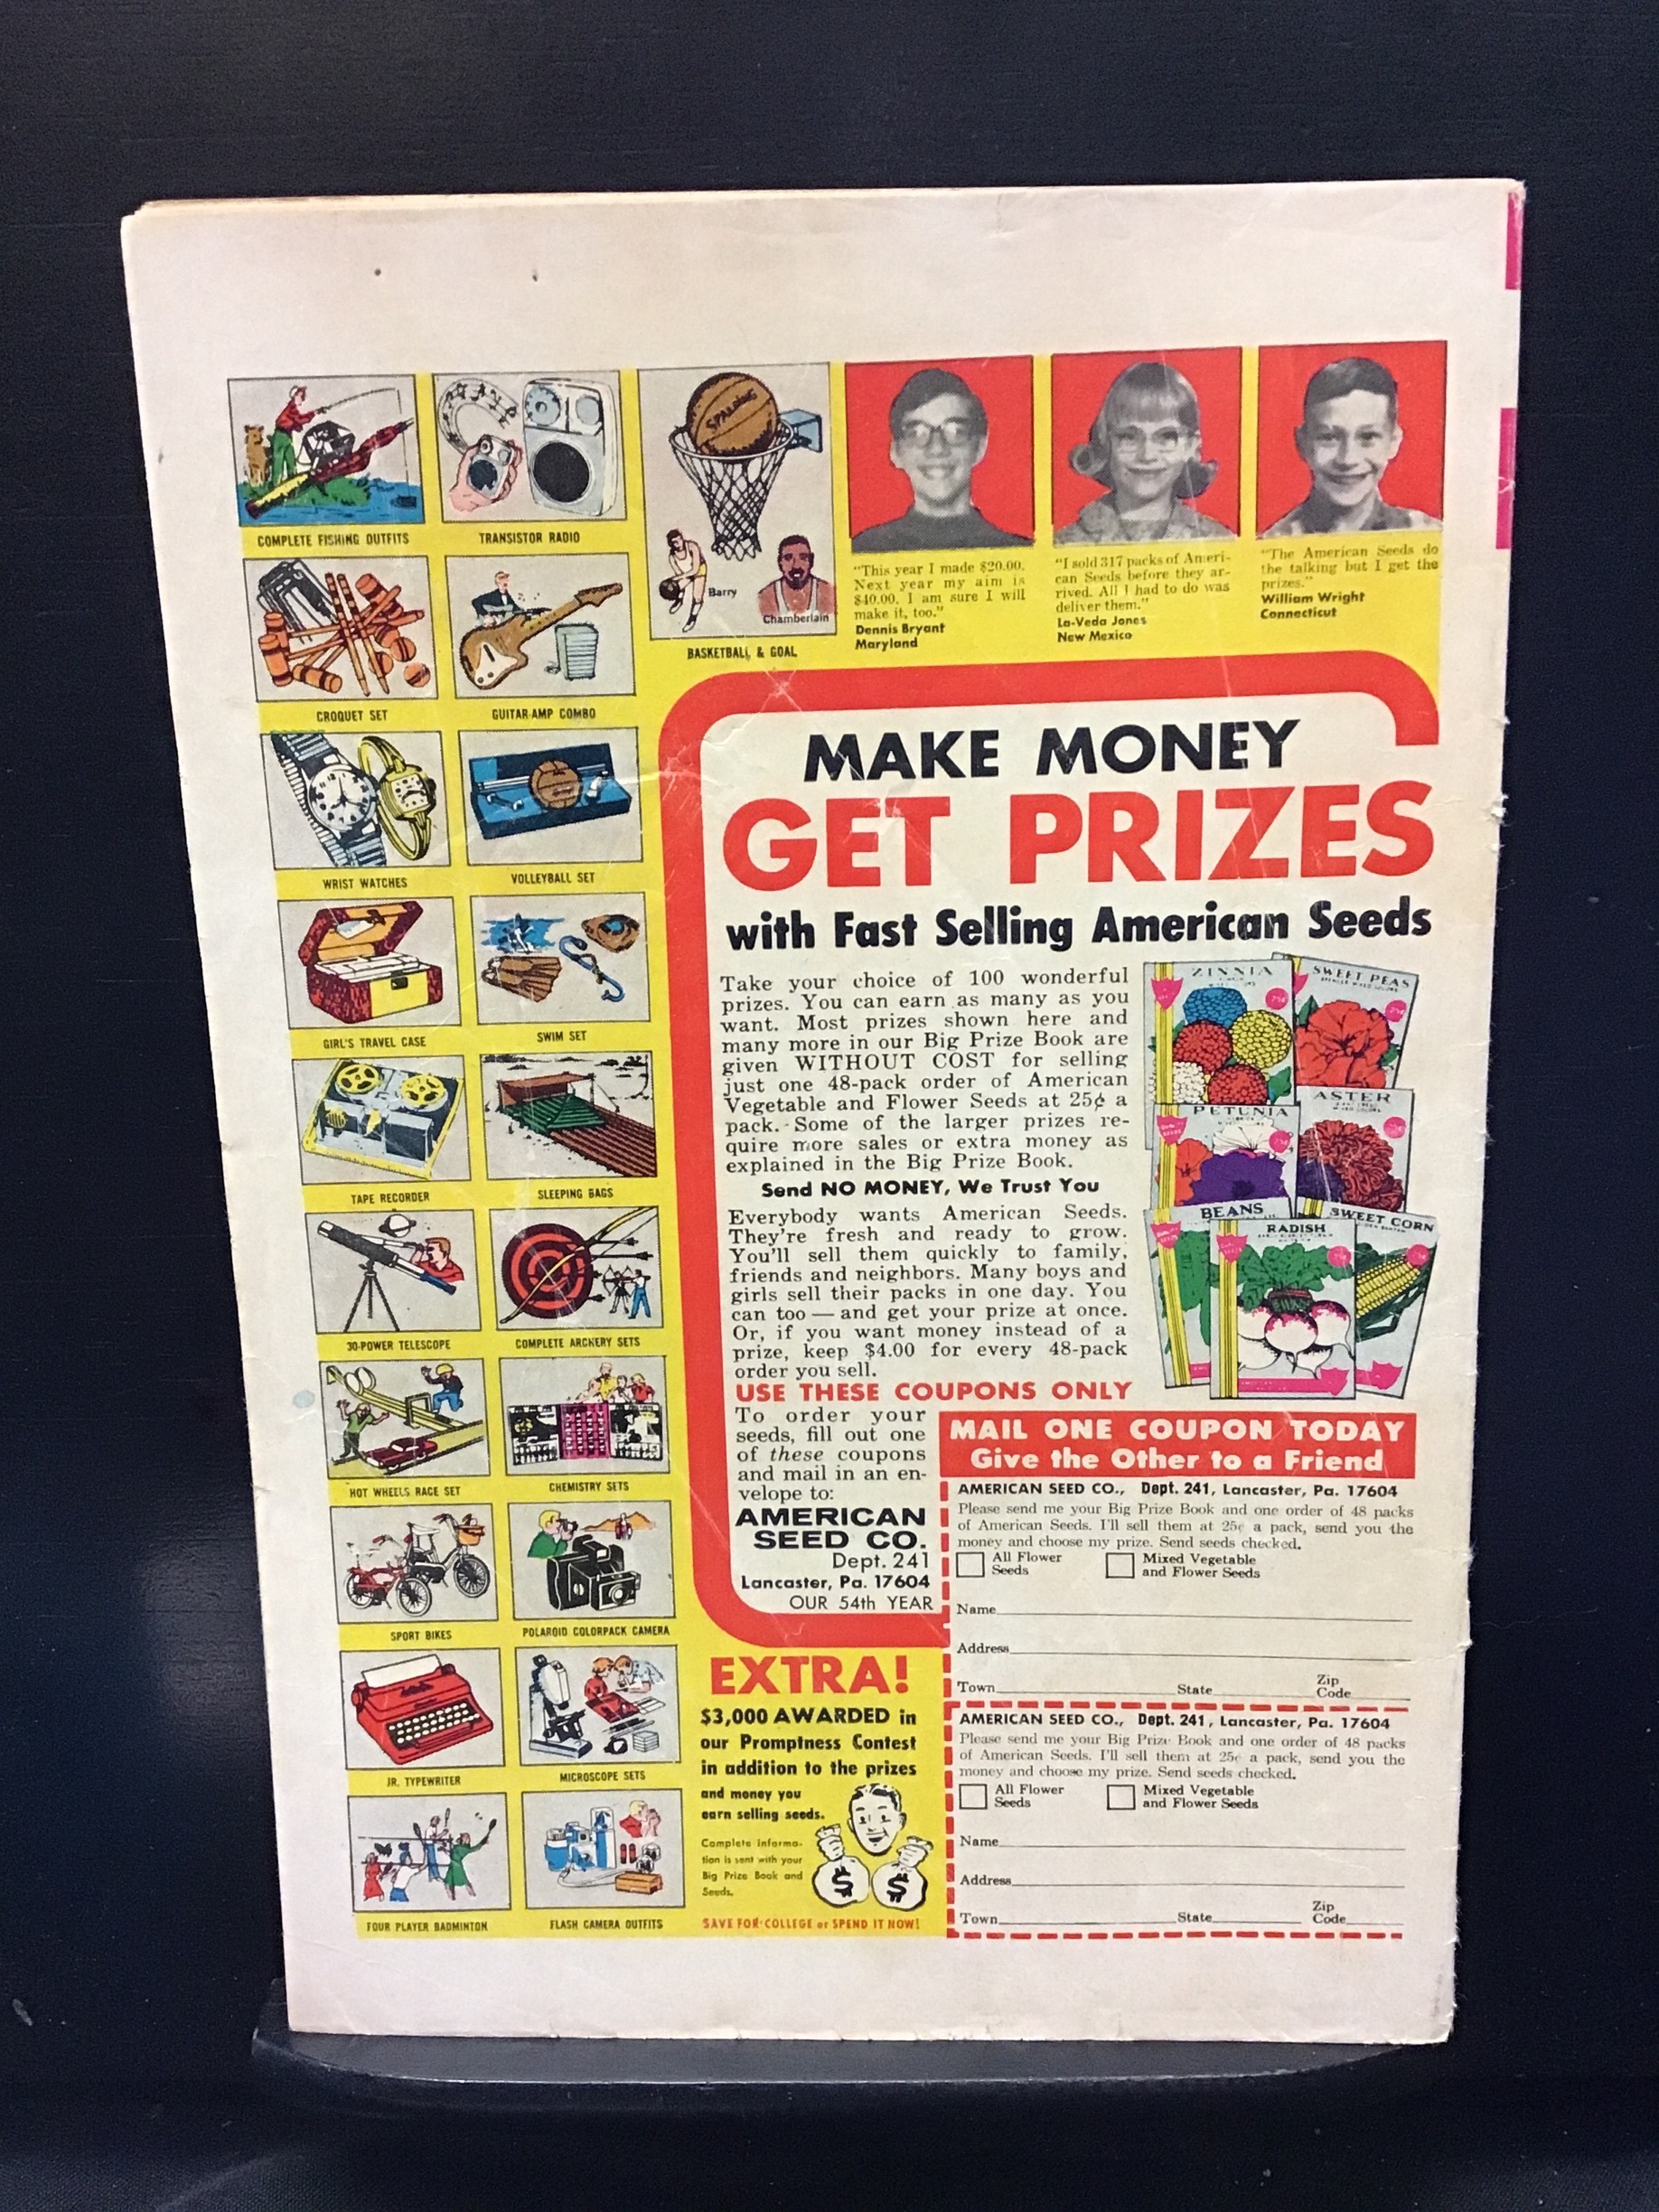 COMPLETE FISHING OUTFITS
TRANSISTOR RADIO
SPALDING
Barry
Chamberlain
BASKETBALL & GOAL
CROQUET SET
GUITAR-AMP COMBO
WRIST WATCHES
VOLLEYBALL SET
GIRL'S TRAVEL CASE
SWIM SET
TAPE RECORDER
SLEEPING BAGS
30-POWER TELESCOPE
COMPLETE ARCHERY SETS
HOT WHEELS RACE SET
CHEMISTRY SETS
SPORT BIKES
POLAROID COLORPACK CAMERA
JR. TYPEWRITER
MICROSCOPE SETS
FOUR PLAYER BADMINTON
FLASH CAMERA OUTFITS
"This year I made $20.00.
Next year my aim is
$40.00. I am sure I will
make it, too."
Dennis Bryant
Maryland
"I sold 317 packs of Ameri-
can Seeds before they ar-
rived. All I had to do was
deliver them."
La-Veda Jones
New Mexico
"The American Seeds do
the talking but I get the
prizes."
William Wright
Connecticut
MAKE MONEY
GET PRIZES
with Fast Selling American Seeds
Take your choice of 100 wonderful
prizes. You can earn as many as you
want. Most prizes shown here and
many more in our Big Prize Book are
given WITHOUT COST for selling
just one 48-pack order of American
Vegetable and Flower Seeds at 25¢ a
pack. Some of the larger prizes re-
quire more sales or extra money as
explained in the Big Prize Book.
Send NO MONEY, We Trust You
Everybody wants American Seeds.
They're fresh and ready to grow.
You'll sell them quickly to family,
friends and neighbors. Many boys and
girls sell their packs in one day. You
can too — and get your prize at once.
Or, if you want money instead of a
prize, keep $4.00 for every 48-pack
order you sell.
USE THESE COUPONS ONLY
To order your
seeds, fill out one
of these coupons
and mail in an en-
velope to:
AMERICAN
SEED CO.
Dept. 241
Lancaster, Pa. 17604
OUR 54th YEAR
ZINNIA
SWEET PEAS
PETUNIA
ASTER
BEANS
RADISH
SWEET CORN
EXTRA!
$3,000 AWARDED in
our Promptness Contest
in addition to the prizes
and money you
earn selling seeds.
Complete informa-
tion is sent with your
Big Prize Book and
Seeds.
$ $
SAVE FOR COLLEGE or SPEND IT NOW!
MAIL ONE COUPON TODAY
Give the Other to a Friend
AMERICAN SEED CO., Dept. 241, Lancaster, Pa. 17604
Please send me your Big Prize Book and one order of 48 packs
of American Seeds. I'll sell them at 25¢ a pack, send you the
money and choose my prize. Send seeds checked.
All Flower Seeds
Mixed Vegetable and Flower Seeds
Name
Address
Town State Zip Code
AMERICAN SEED CO., Dept. 241, Lancaster, Pa. 17604
Please send me your Big Prize Book and one order of 48 packs
of American Seeds. I'll sell them at 25¢ a pack, send you the
money and choose my prize. Send seeds checked.
All Flower Seeds
Mixed Vegetable and Flower Seeds
Name
Address
Town State Zip Code